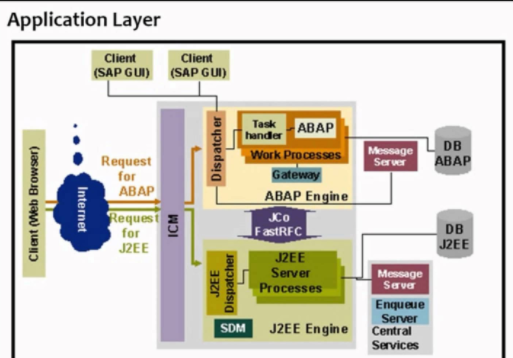 Application Layer
Client
(SAP GUI)
Client
(SAP GUI)
Client (Web Browser)
Internet
Request
for
ABAP
Request
for
J2EE
ICM
Dispatcher
Task
handler
ABAP
Work Processes
Gateway
ABAP Engine
Message
Server
DB
ABAP
JCo
FastRFC
J2EE
Dispatcher
J2EE
Server
Processes
SDM
J2EE Engine
DB
J2EE
Message
Server
Enqueue
Server
Central
Services